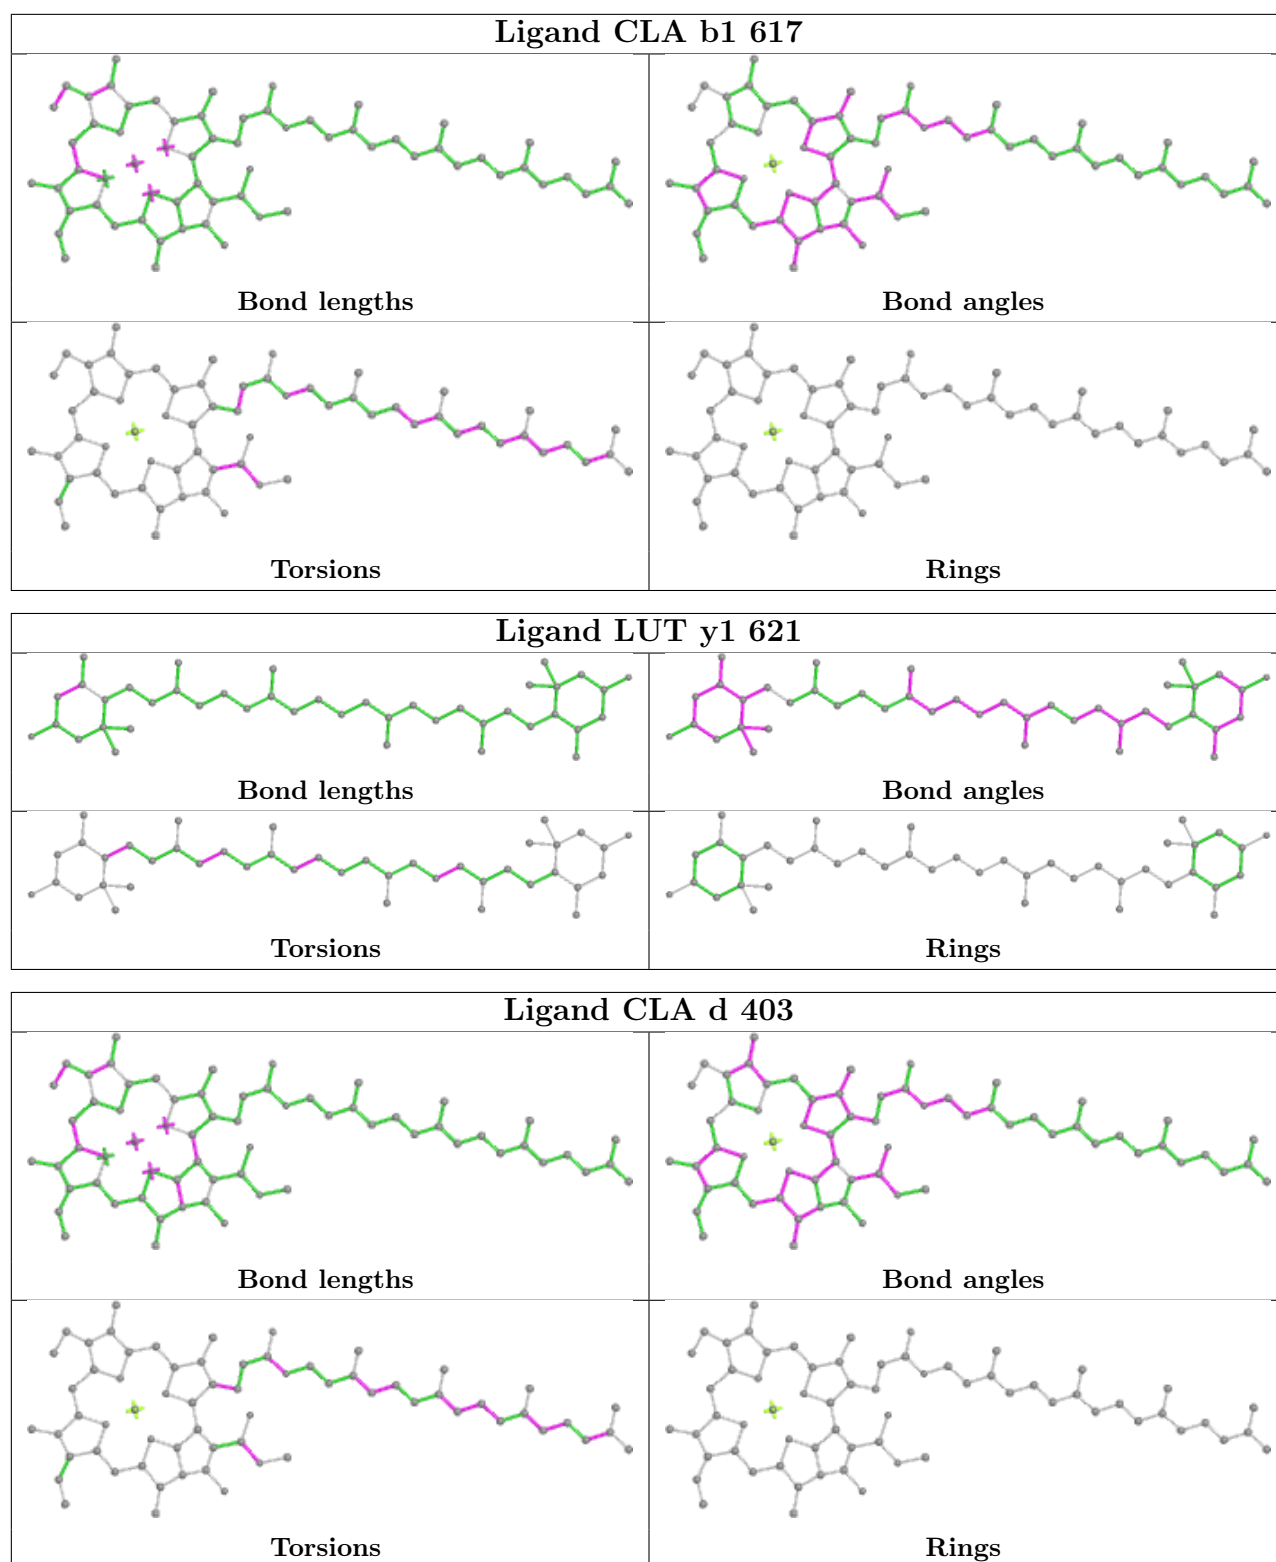 Ligand CLA b1 617
Bond lengths
Bond angles
Torsions
Rings
Ligand LUT y1 621
Bond lengths
Bond angles
Torsions
Rings
Ligand CLA d 403
Bond lengths
Bond angles
Torsions
Rings